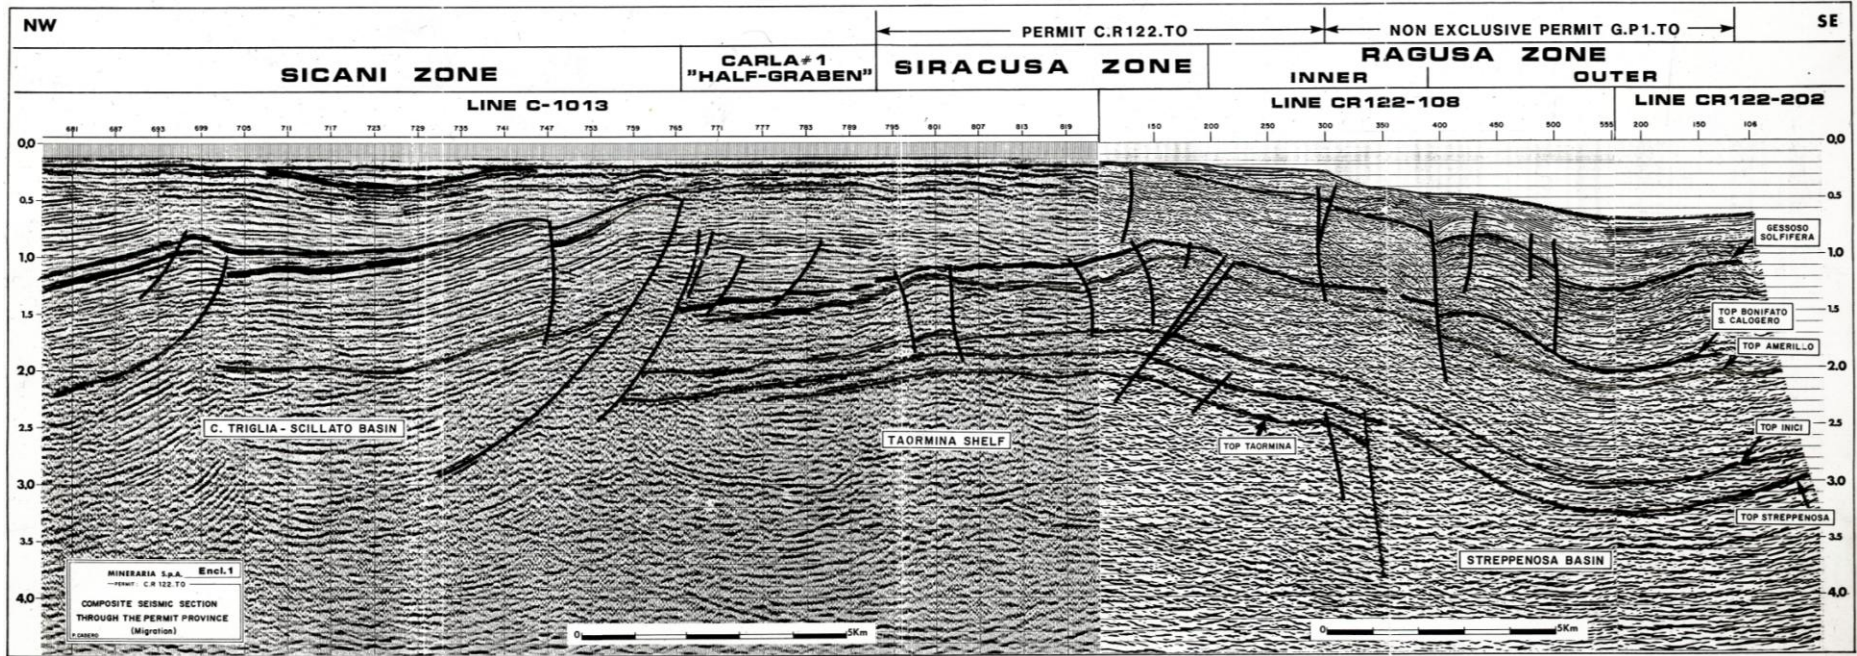 NW
SE
PERMIT C.R122.TO
NON EXCLUSIVE PERMIT G.P1.TO
SICANI ZONE
CARLA#1
"HALF-GRABEN"
SIRACUSA ZONE
RAGUSA ZONE
INNER
OUTER
LINE C-1013
LINE CR122-108
LINE CR122-202
681 687 693 699 705 711 717 723 729 735 741 747 753 759 765 771 777 783 789 795 801 807 813 819 150 200 250 300 350 400 450 500 555 200 150 106
0,0
0.5
1,0
1.5
2,0
2.5
3,0
3.5
4,0
0,0
0.5
1.0
1.5
2.0
2.5
3.0
3.5
4.0
GESSOSO
SOLFIFERA
TOP BONIFATO
S. CALOGERO
TOP AMERILLO
TOP INICI
TOP STREPPENOSA
C. TRIGLIA - SCILLATO BASIN
TAORMINA SHELF
TOP TAORMINA
STREPPENOSA BASIN
MINERARIA S.p.A. Encl.1
PERMIT: C.R 122.TO
COMPOSITE SEISMIC SECTION
THROUGH THE PERMIT PROVINCE
(Migration)
P. CASERO
0 5Km
0 5Km